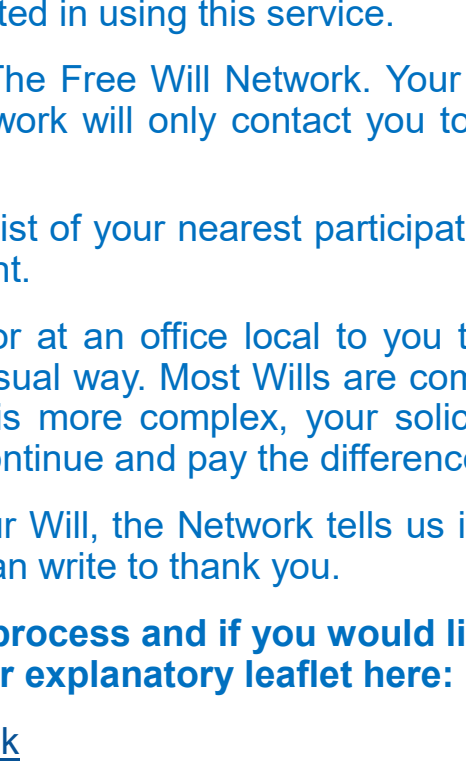 ted in using this service.
The Free Will Network. Your
work will only contact you to
ist of your nearest participat
nt.
or at an office local to you t
sual way. Most Wills are com
is more complex, your solic
ontinue and pay the difference
ur Will, the Network tells us i
an write to thank you.
process and if you would li
r explanatory leaflet here:
k